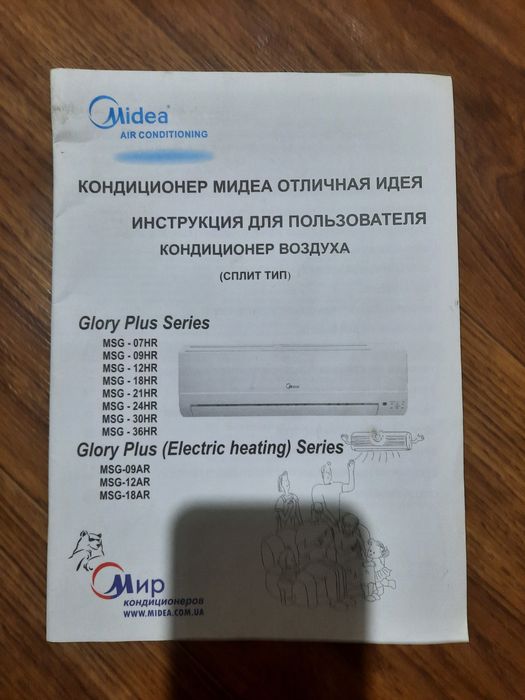 Midea
AIR CONDITIONING
КОНДИЦИОНЕР МИДЕА ОТЛИЧНАЯ ИДЕЯ
ИНСТРУКЦИЯ ДЛЯ ПОЛЬЗОВАТЕЛЯ
КОНДИЦИОНЕР ВОЗДУХА
(СПЛИТ ТИП)
Glory Plus Series
MSG - 07HR
MSG - 09HR
MSG - 12HR
MSG - 18HR
MSG - 21HR
MSG - 24HR
MSG - 30HR
MSG - 36HR
Midea
Glory Plus (Electric heating) Series
MSG-09AR
MSG-12AR
MSG-18AR
Мир
кондиционеров
WWW.MIDEA.COM.UA